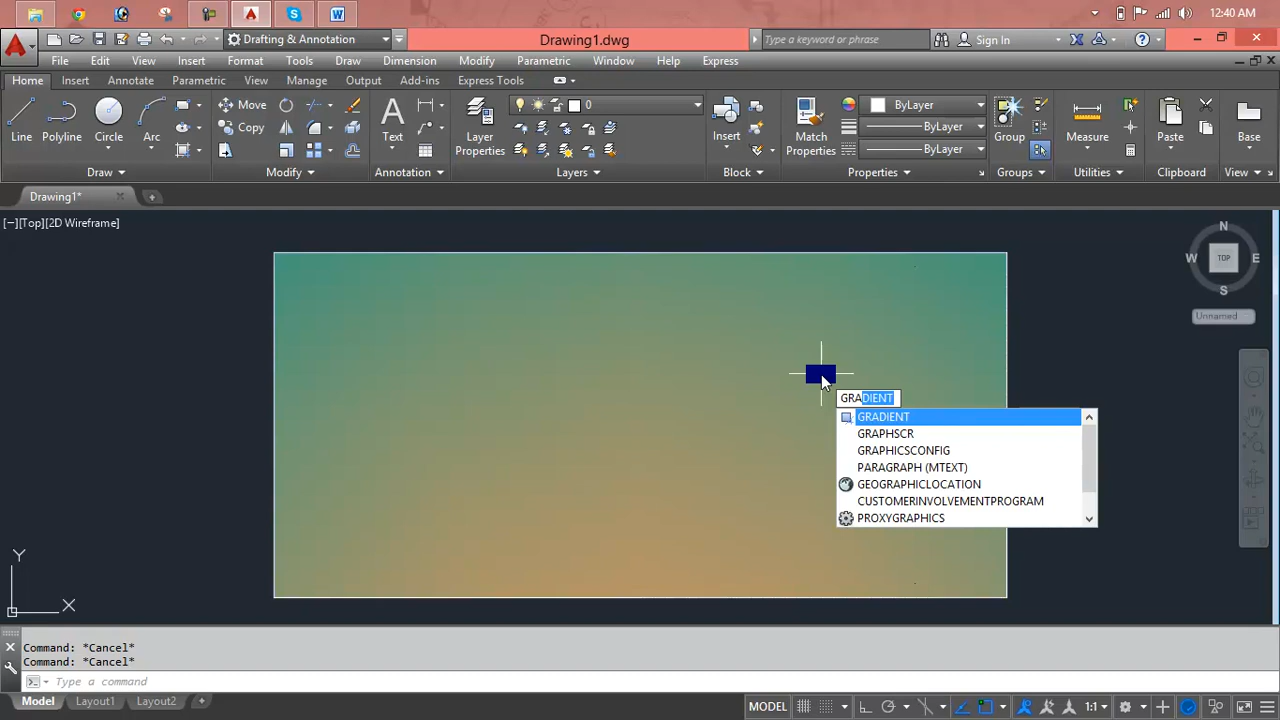 12:40 AM
Drafting & Annotation
Drawing1.dwg
Type a keyword or phrase
Sign In
File Edit View Insert Format Tools Draw Dimension Modify Parametric Window Help Express
Home Insert Annotate Parametric View Manage Output Add-ins Express Tools
Line Polyline Circle Arc
Move
Copy
Text
Layer Properties
0
Insert
Match Properties
ByLayer
ByLayer
ByLayer
Group
Measure
Paste
Base
Draw Modify Annotation Layers Block Properties Groups Utilities Clipboard View
Drawing1*
[−][Top][2D Wireframe]
N
W TOP E
S
Unnamed
GRADIENT
GRADIENT
GRAPHSCR
GRAPHICSCONFIG
PARAGRAPH (MTEXT)
GEOGRAPHICLOCATION
CUSTOMERINVOLVEMENTPROGRAM
PROXYGRAPHICS
Y
X
Command: *Cancel*
Command: *Cancel*
Type a command
Model Layout1 Layout2 +
MODEL
1:1